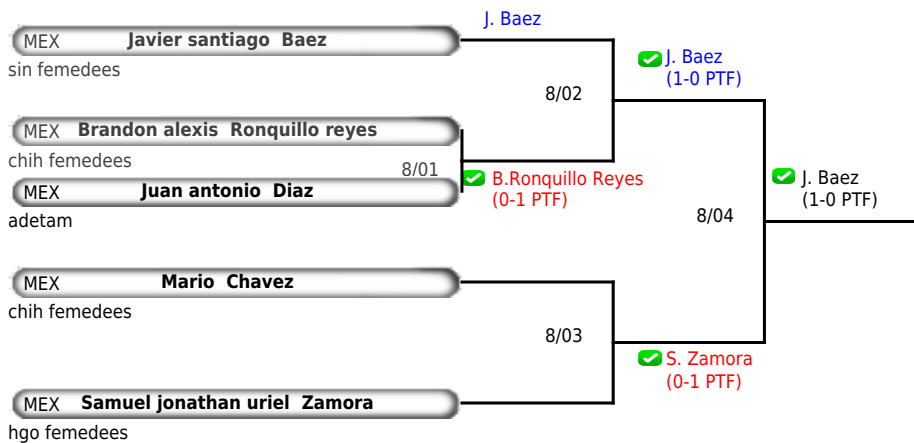 J. Baez
MEX Javier santiago Baez
sin femedees
J. Baez
(1-0 PTF)
8/02
MEX Brandon alexis Ronquillo reyes
chih femedees
8/01
MEX Juan antonio Diaz
adetam
B.Ronquillo Reyes
(0-1 PTF)
J. Baez
(1-0 PTF)
8/04
MEX Mario Chavez
chih femedees
8/03
S. Zamora
(0-1 PTF)
MEX Samuel jonathan uriel Zamora
hgo femedees